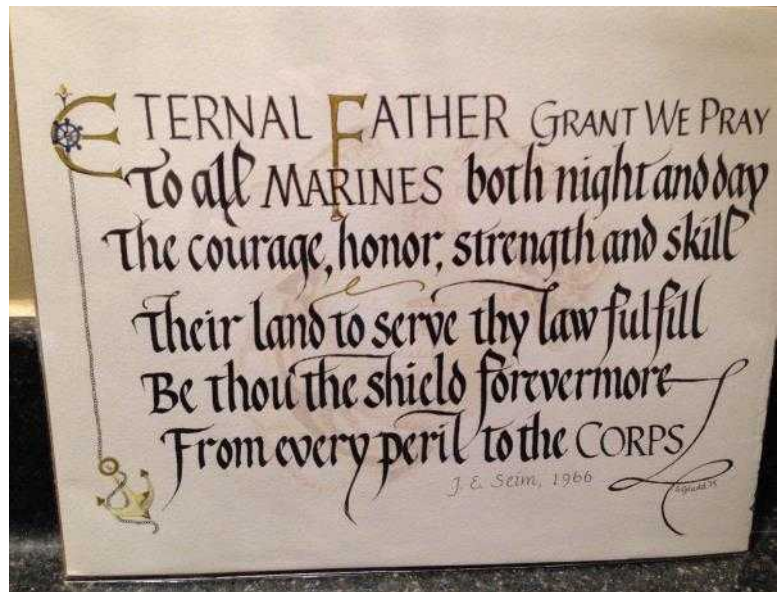 ETERNAL FATHER GRANT WE PRAY
To all MARINES both night and day
The courage, honor, strength and skill
Their land to serve thy law fulfill
Be thou the shield forevermore
From every peril to the CORPS
J. E. Seim, 1966